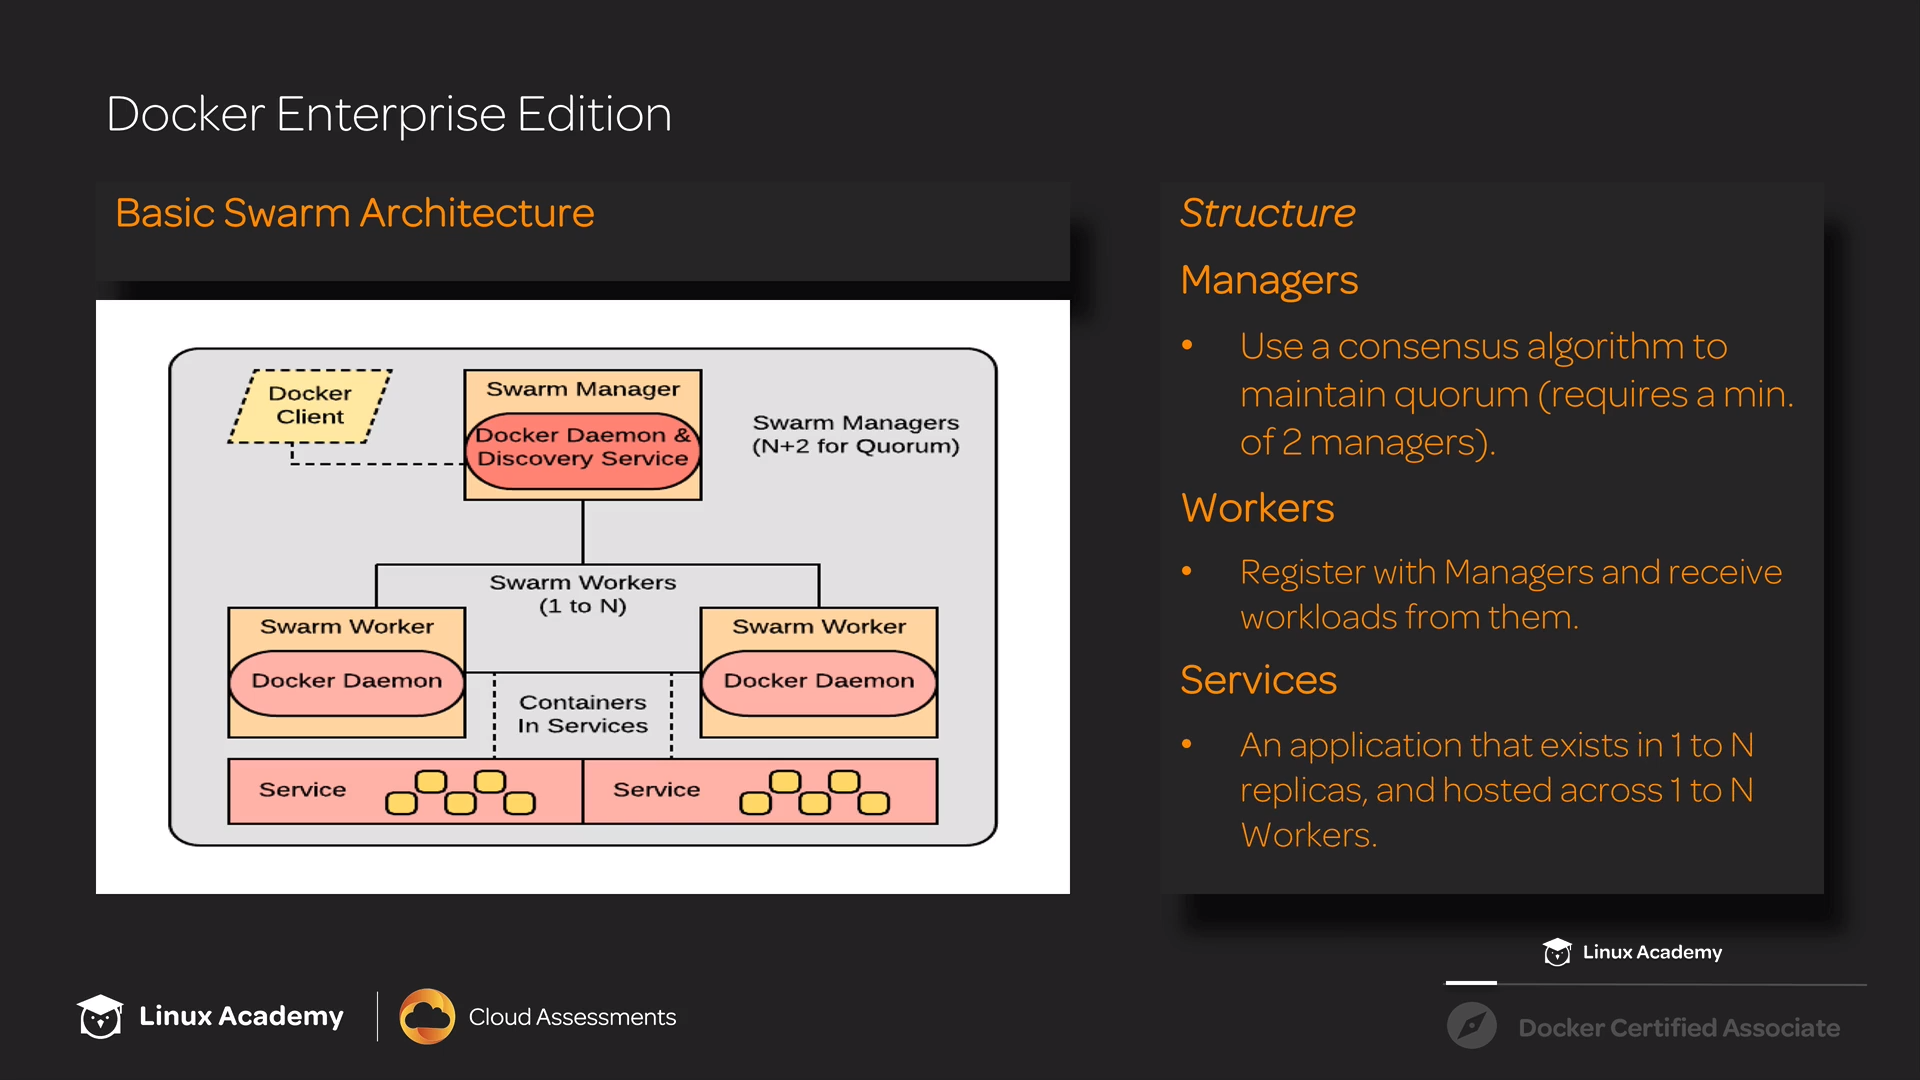 Docker Enterprise Edition
Basic Swarm Architecture
Docker
Client
Swarm Manager
Docker Daemon &
Discovery Service
Swarm Managers
(N+2 for Quorum)
Swarm Workers
(1 to N)
Swarm Worker
Docker Daemon
Swarm Worker
Docker Daemon
Containers
In Services
Service
Service
Structure
Managers
• Use a consensus algorithm to
maintain quorum (requires a min.
of 2 managers).
Workers
• Register with Managers and receive
workloads from them.
Services
• An application that exists in 1 to N
replicas, and hosted across 1 to N
Workers.
Linux Academy
Linux Academy
Cloud Assessments
Docker Certified Associate